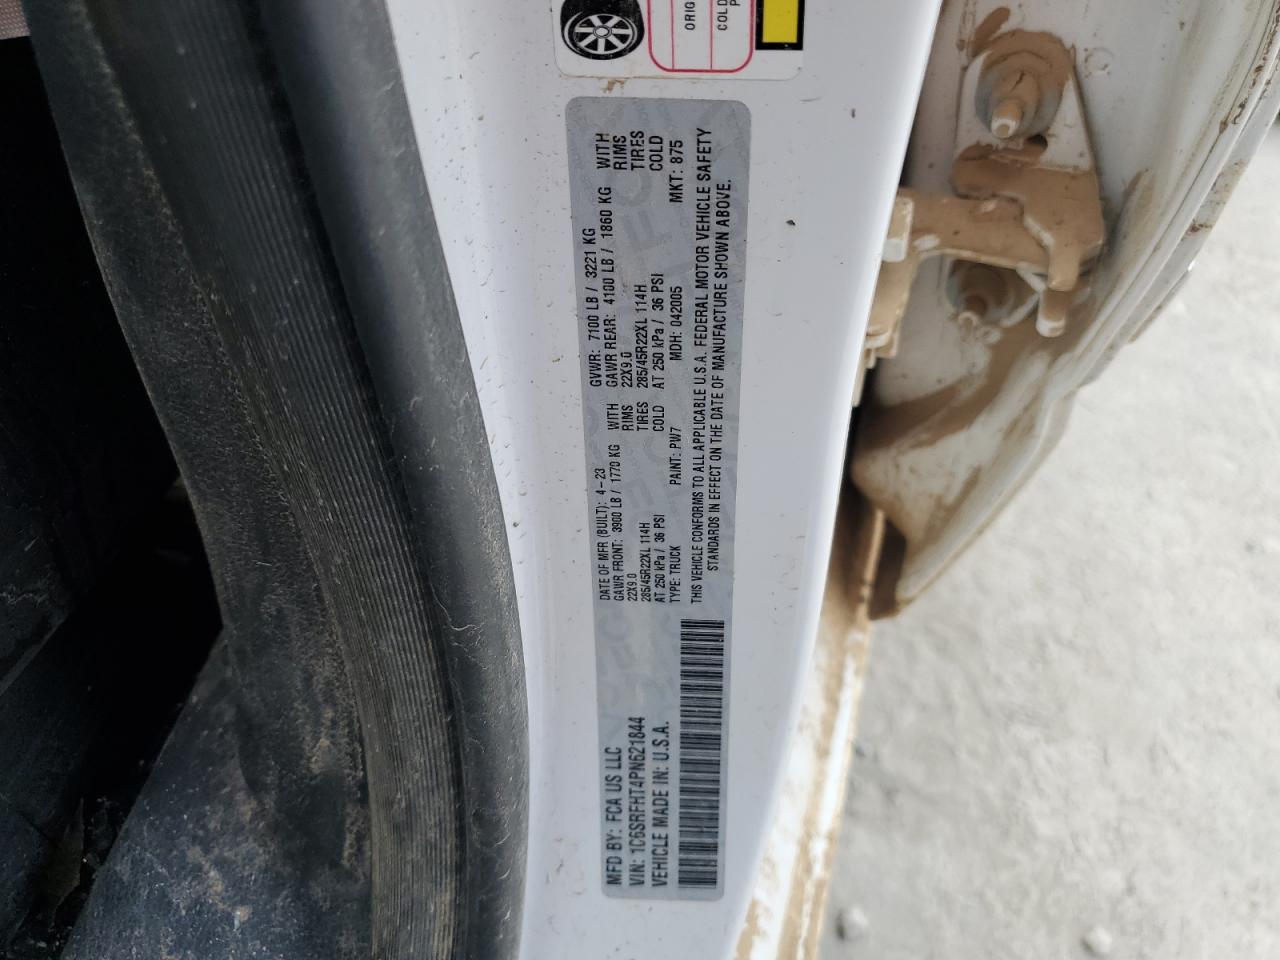 ORIG
COLD
P
MFD BY: FCA US LLC
VIN: 1C6SRFHT4PN621844
VEHICLE MADE IN: U.S.A.
DATE OF MFR (BUILT): 4-23 GVWR: 7100 LB / 3221 KG
GAWR FRONT: 3900 LB / 1770 KG WITH GAWR REAR: 4100 LB / 1860 KG WITH
22X9.0 RIMS 22X9.0 RIMS
285/45R22XL 114H TIRES 285/45R22XL 114H TIRES
AT 250 kPa / 36 PSI COLD AT 250 kPa / 36 PSI COLD
TYPE: TRUCK PAINT: PW7 MDH: 042005 MKT: 875
THIS VEHICLE CONFORMS TO ALL APPLICABLE U.S.A. FEDERAL MOTOR VEHICLE SAFETY
STANDARDS IN EFFECT ON THE DATE OF MANUFACTURE SHOWN ABOVE.